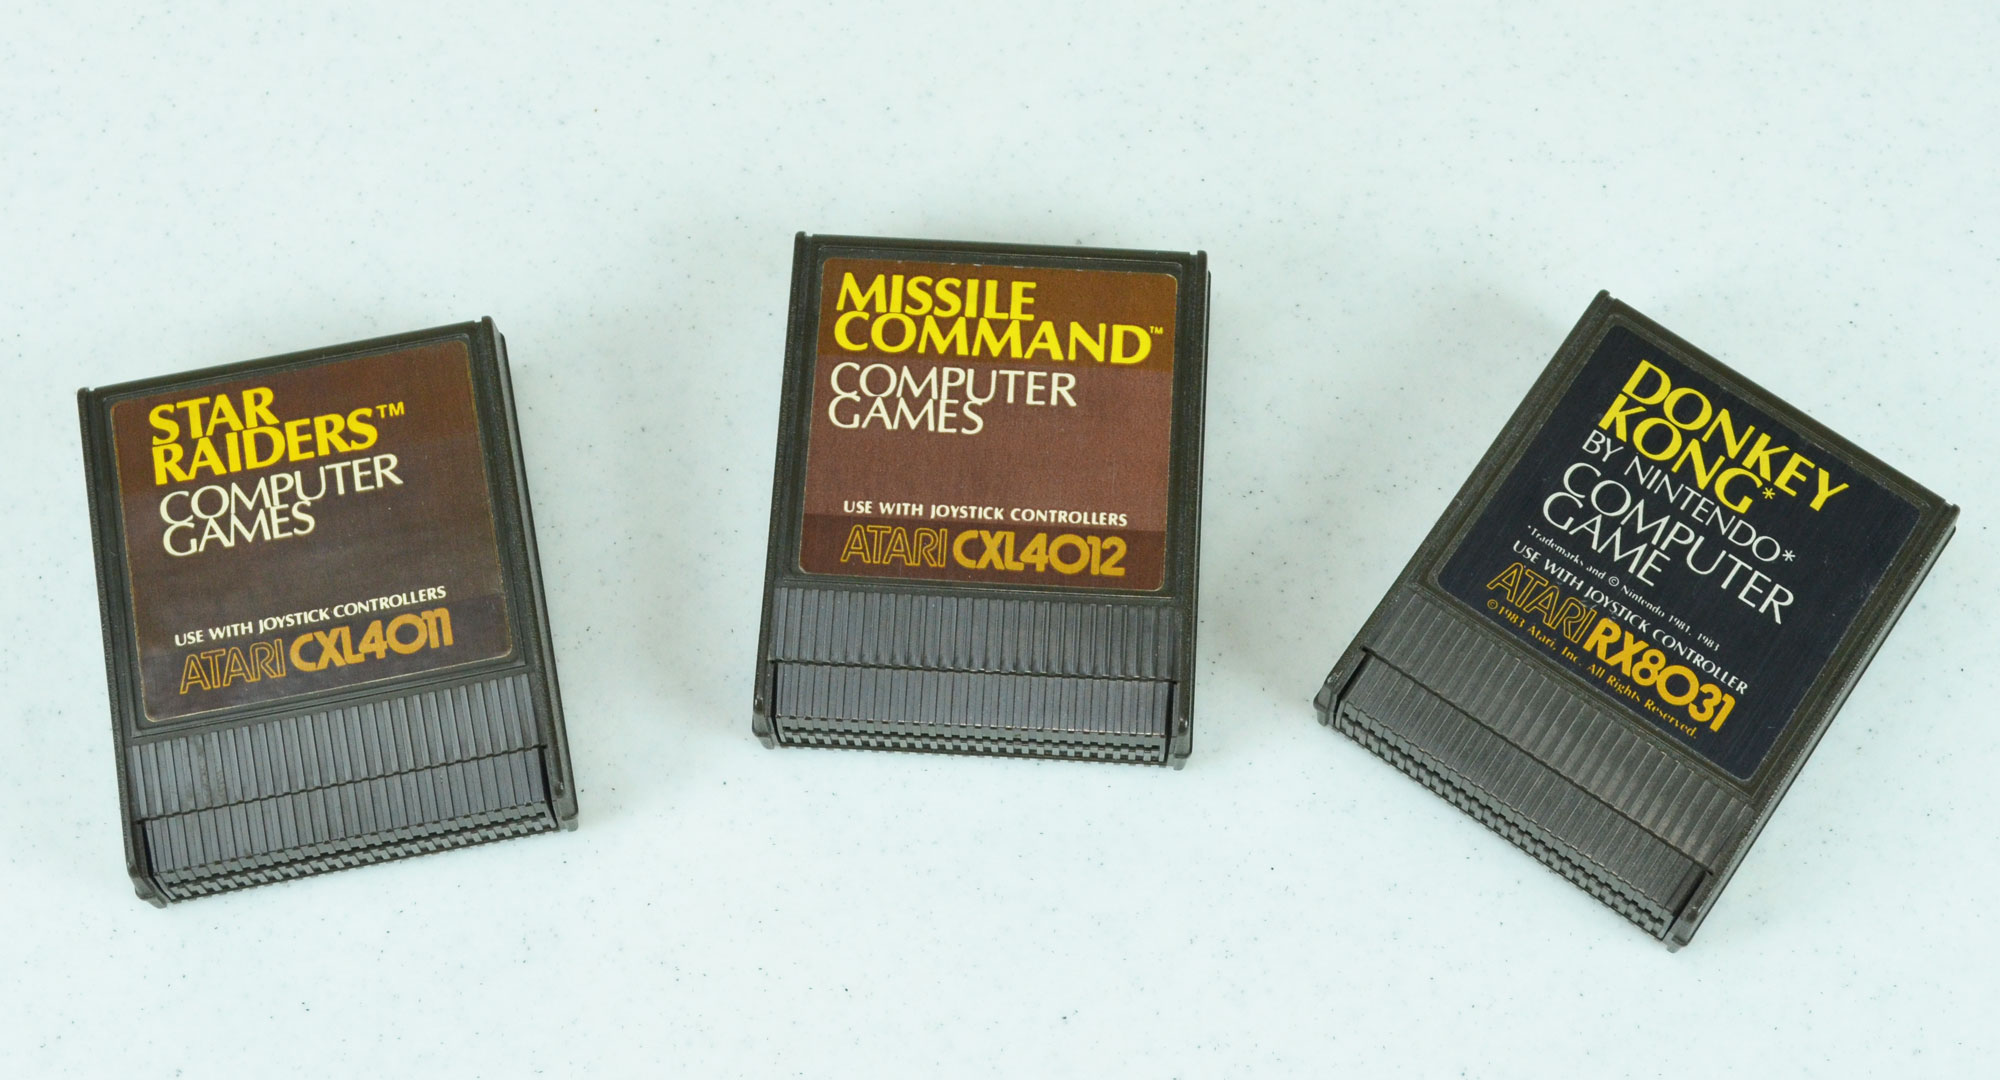 STAR
RAIDERS™
COMPUTER
GAMES
USE WITH JOYSTICK CONTROLLERS
ATARI CXL4011
MISSILE
COMMAND™
COMPUTER
GAMES
USE WITH JOYSTICK CONTROLLERS
ATARI CXL4012
DONKEY
KONG*
BY NINTENDO*
COMPUTER
GAME
*Trademarks and © Nintendo 1981, 1983
USE WITH JOYSTICK CONTROLLER
ATARI RX8031
©1983 Atari, Inc. All Rights Reserved.